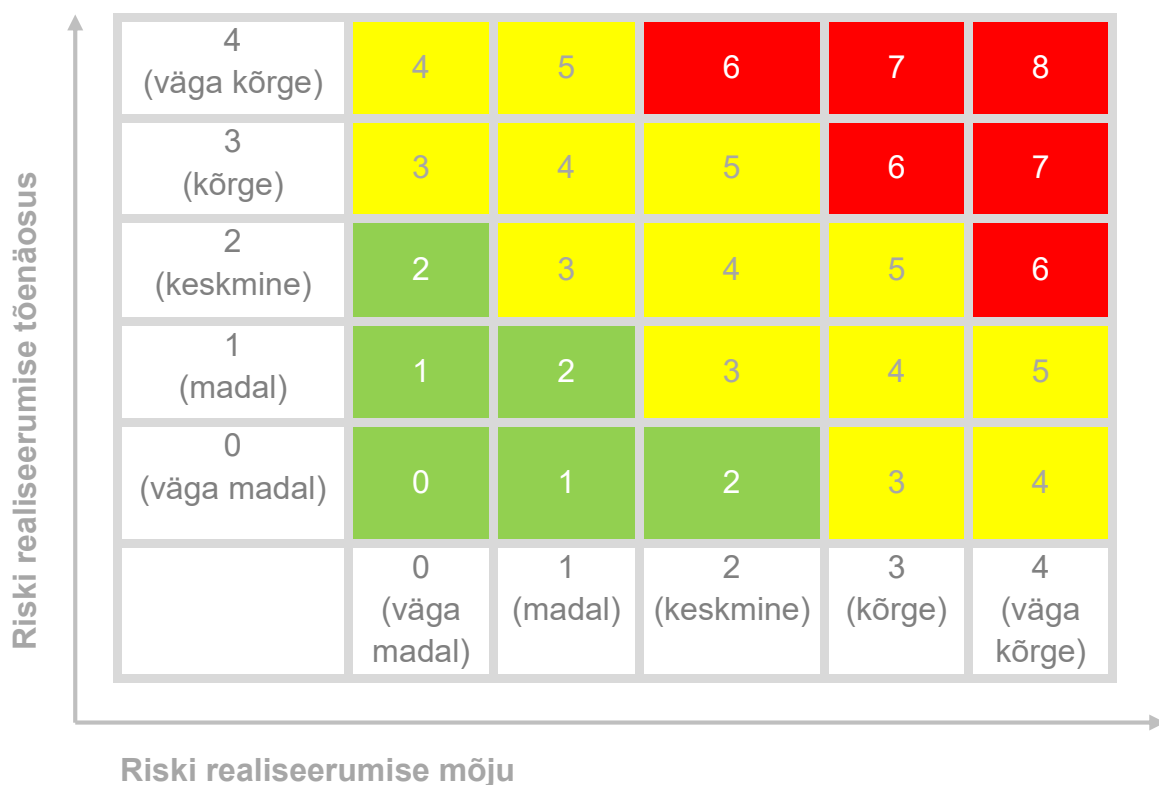 Riski realiseerumise tõenäosus
4
(väga kõrge)
4 5 6 7 8
3
(kõrge)
3 4 5 6 7
2
(keskmine)
2 3 4 5 6
1
(madal)
1 2 3 4 5
0
(väga madal)
0 1 2 3 4
0 1 2 3 4
(väga (madal) (keskmine) (kõrge) (väga
madal) kõrge)
Riski realiseerumise mõju